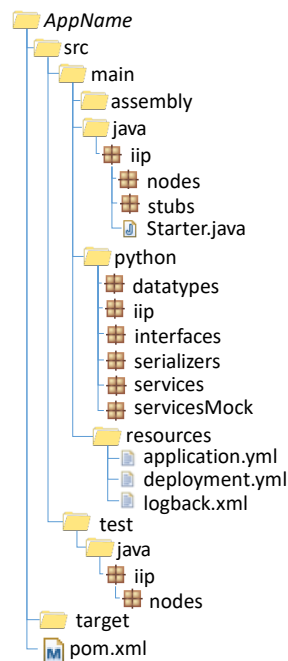 AppName
src
main
assembly
java
iip
nodes
stubs
Starter.java
python
datatypes
iip
interfaces
serializers
services
servicesMock
resources
application.yml
deployment.yml
logback.xml
test
java
iip
nodes
target
pom.xml